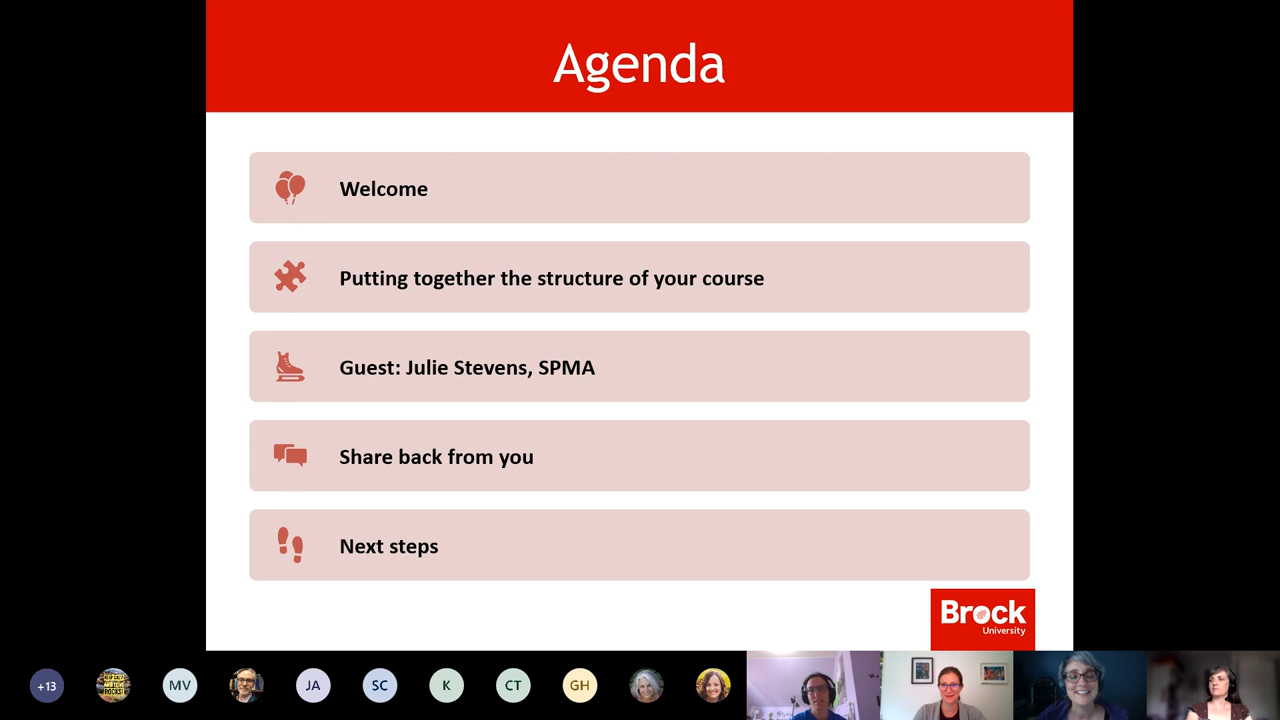 Agenda
Welcome
Putting together the structure of your course
Guest: Julie Stevens, SPMA
Share back from you
Next steps
Brock
University
+13
MV
JA
SC
K
CT
GH